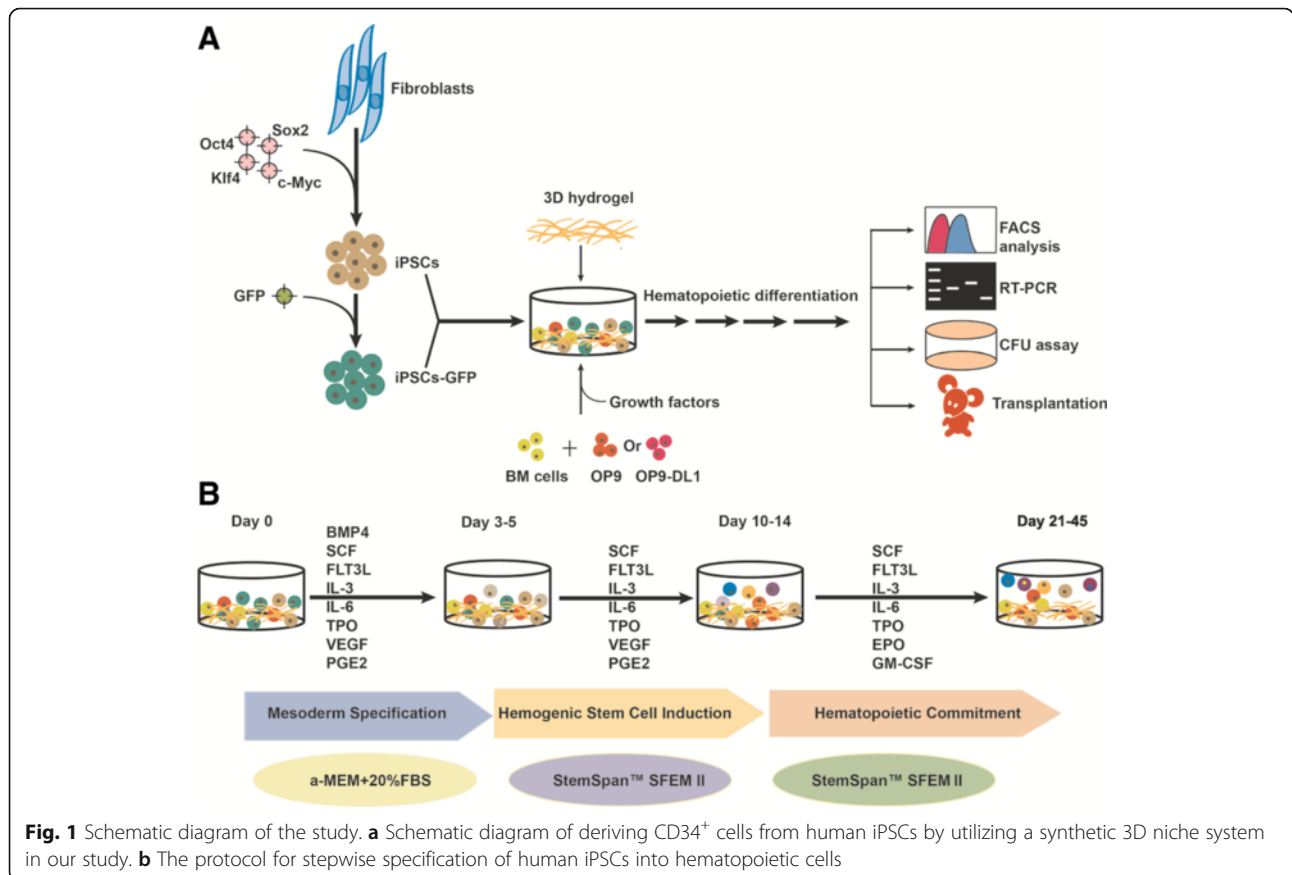 A
Fibroblasts
Sox2
Oct4
Klf4
c-Myc
3D hydrogel
iPSCs
GFP
iPSCs-GFP
Hematopoietic differentiation
FACS
analysis
RT-PCR
CFU assay
Transplantation
Growth factors
+
Or
BM cells
OP9
OP9-DL1
B
Day 0
BMP4
SCF
FLT3L
IL-3
IL-6
TPO
VEGF
PGE2
Day 3-5
SCF
FLT3L
IL-3
IL-6
TPO
VEGF
PGE2
Day 10-14
SCF
FLT3L
IL-3
IL-6
TPO
EPO
GM-CSF
Day 21-45
Mesoderm Specification
Hemogenic Stem Cell Induction
Hematopoietic Commitment
a-MEM+20%FBS
StemSpan™ SFEM II
StemSpan™ SFEM II
Fig. 1 Schematic diagram of the study. a Schematic diagram of deriving CD34⁺ cells from human iPSCs by utilizing a synthetic 3D niche system
in our study. b The protocol for stepwise specification of human iPSCs into hematopoietic cells